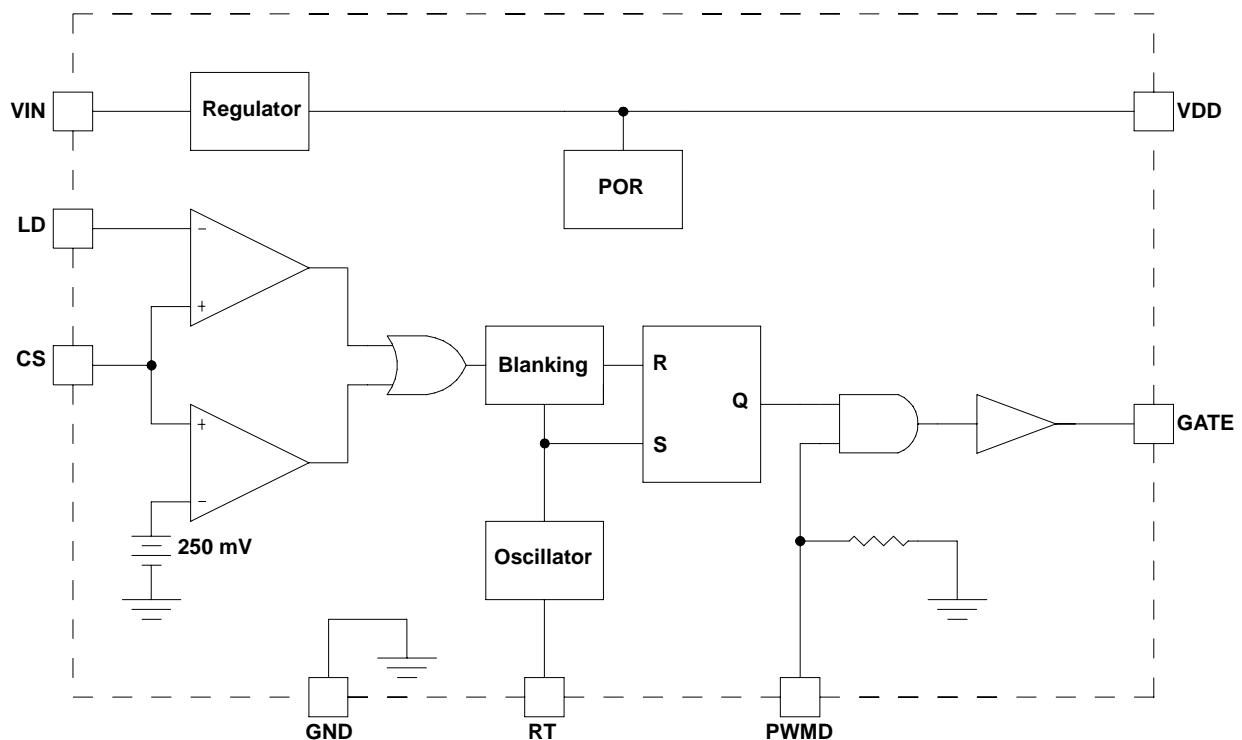 VIN
Regulator
VDD
POR
LD
−
+
CS
Blanking
R
Q
S
GATE
+
−
250 mV
Oscillator
GND
RT
PWMD